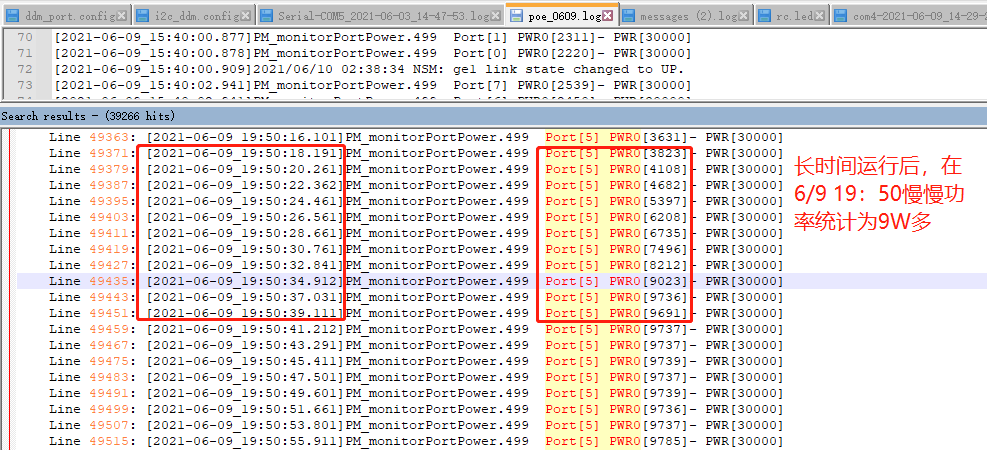 ddm_port.config i2c_ddm.config Serial-COM5_2021-06-03_14-47-53.log poe_0609.log messages (2).log rc.led com4-2021-06-09_14-29-2
70 [2021-06-09_15:40:00.877]PM_monitorPortPower.499 Port[1] PWR0[2311]- PWR[30000]
71 [2021-06-09_15:40:00.878]PM_monitorPortPower.499 Port[0] PWR0[2220]- PWR[30000]
72 [2021-06-09_15:40:00.909]2021/06/10 02:38:34 NSM: ge1 link state changed to UP.
73 [2021-06-09_15:40:02.941]PM_monitorPortPower.499 Port[7] PWR0[2539]- PWR[30000]
Search results - (39266 hits)
Line 49363: [2021-06-09_19:50:16.101]PM_monitorPortPower.499 Port[5] PWR0[3631]- PWR[30000]
Line 49371: [2021-06-09_19:50:18.191]PM_monitorPortPower.499 Port[5] PWR0[3823]- PWR[30000]
Line 49379: [2021-06-09_19:50:20.261]PM_monitorPortPower.499 Port[5] PWR0[4108]- PWR[30000]
Line 49387: [2021-06-09_19:50:22.362]PM_monitorPortPower.499 Port[5] PWR0[4682]- PWR[30000]
Line 49395: [2021-06-09_19:50:24.461]PM_monitorPortPower.499 Port[5] PWR0[5397]- PWR[30000]
Line 49403: [2021-06-09_19:50:26.561]PM_monitorPortPower.499 Port[5] PWR0[6208]- PWR[30000]
Line 49411: [2021-06-09_19:50:28.661]PM_monitorPortPower.499 Port[5] PWR0[6735]- PWR[30000]
Line 49419: [2021-06-09_19:50:30.761]PM_monitorPortPower.499 Port[5] PWR0[7496]- PWR[30000]
Line 49427: [2021-06-09_19:50:32.841]PM_monitorPortPower.499 Port[5] PWR0[8212]- PWR[30000]
Line 49435: [2021-06-09_19:50:34.912]PM_monitorPortPower.499 Port[5] PWR0[9023]- PWR[30000]
Line 49443: [2021-06-09_19:50:37.031]PM_monitorPortPower.499 Port[5] PWR0[9736]- PWR[30000]
Line 49451: [2021-06-09_19:50:39.111]PM_monitorPortPower.499 Port[5] PWR0[9691]- PWR[30000]
Line 49459: [2021-06-09_19:50:41.212]PM_monitorPortPower.499 Port[5] PWR0[9737]- PWR[30000]
Line 49467: [2021-06-09_19:50:43.291]PM_monitorPortPower.499 Port[5] PWR0[9737]- PWR[30000]
Line 49475: [2021-06-09_19:50:45.411]PM_monitorPortPower.499 Port[5] PWR0[9739]- PWR[30000]
Line 49483: [2021-06-09_19:50:47.501]PM_monitorPortPower.499 Port[5] PWR0[9737]- PWR[30000]
Line 49491: [2021-06-09_19:50:49.601]PM_monitorPortPower.499 Port[5] PWR0[9739]- PWR[30000]
Line 49499: [2021-06-09_19:50:51.661]PM_monitorPortPower.499 Port[5] PWR0[9736]- PWR[30000]
Line 49507: [2021-06-09_19:50:53.801]PM_monitorPortPower.499 Port[5] PWR0[9737]- PWR[30000]
Line 49515: [2021-06-09_19:50:55.911]PM_monitorPortPower.499 Port[5] PWR0[9785]- PWR[30000]
长时间运行后，在
6/9 19：50慢慢功
率统计为9W多